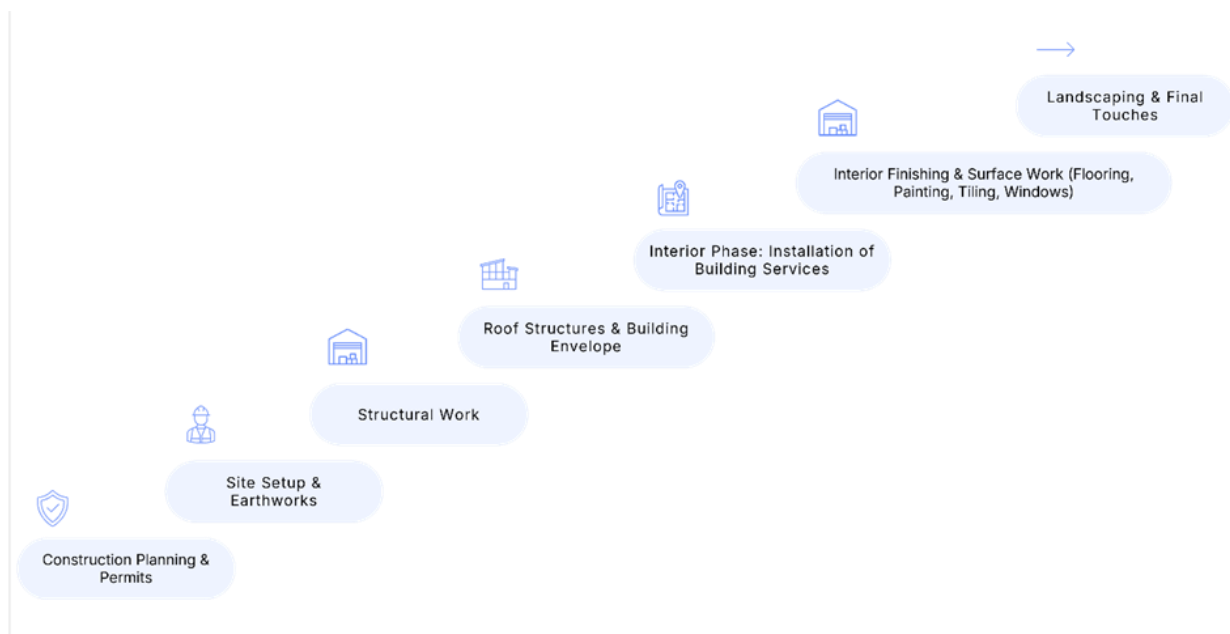 Landscaping & Final
Touches
Interior Finishing & Surface Work (Flooring,
Painting, Tiling, Windows)
Interior Phase: Installation of
Building Services
Roof Structures & Building
Envelope
Structural Work
Site Setup &
Earthworks
Construction Planning &
Permits